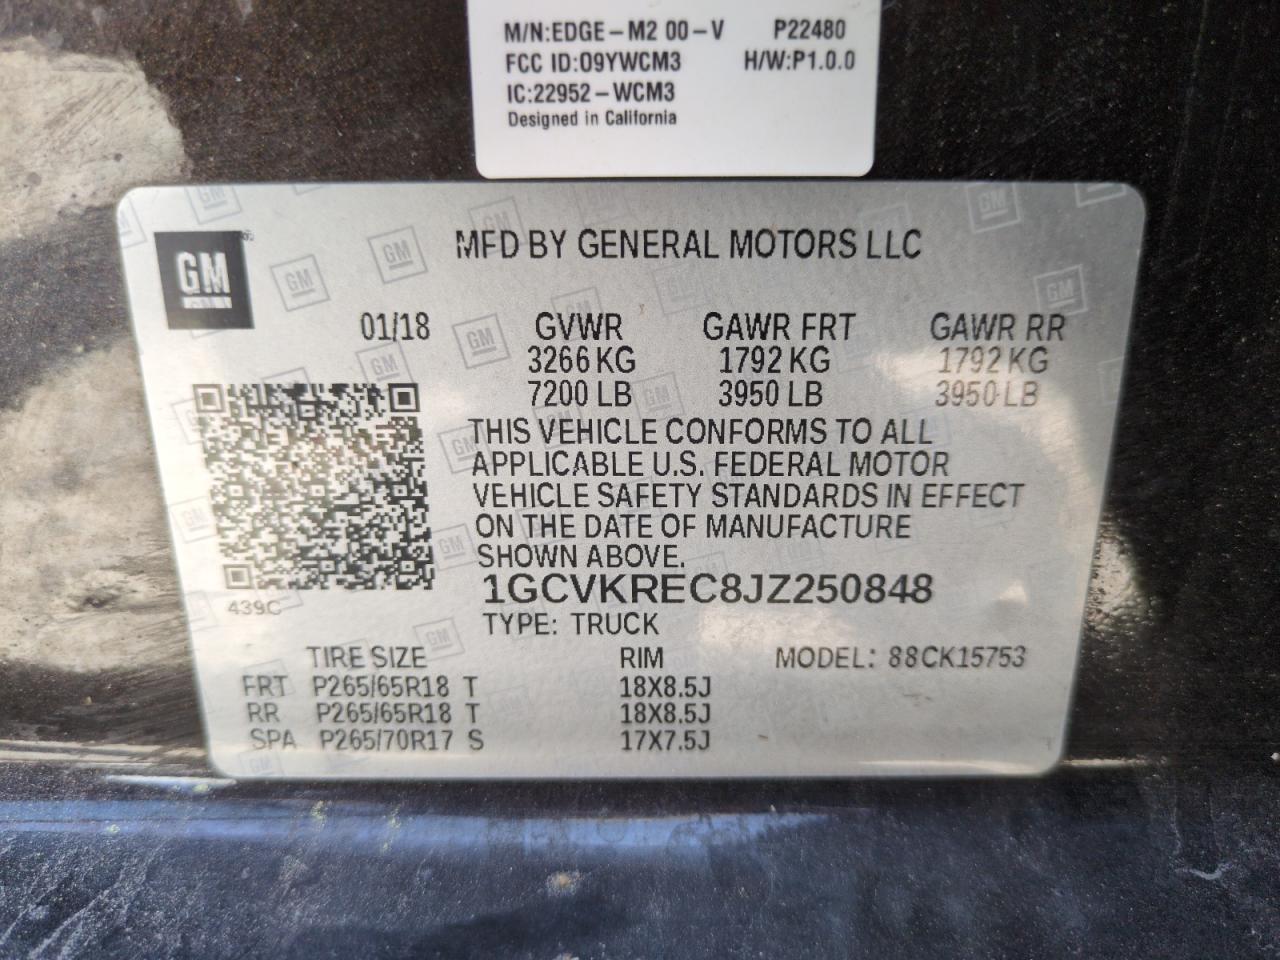 M/N:EDGE-M2 00-V P22480
FCC ID:O9YWCM3 H/W:P1.0.0
IC:22952-WCM3
Designed in California
GM
MFD BY GENERAL MOTORS LLC
01/18 GVWR GAWR FRT GAWR RR
3266 KG 1792 KG 1792 KG
7200 LB 3950 LB 3950 LB
THIS VEHICLE CONFORMS TO ALL
APPLICABLE U.S. FEDERAL MOTOR
VEHICLE SAFETY STANDARDS IN EFFECT
ON THE DATE OF MANUFACTURE
SHOWN ABOVE.
1GCVKREC8JZ250848
439C
TYPE: TRUCK
TIRE SIZE RIM MODEL: 88CK15753
FRT P265/65R18 T 18X8.5J
RR P265/65R18 T 18X8.5J
SPA P265/70R17 S 17X7.5J